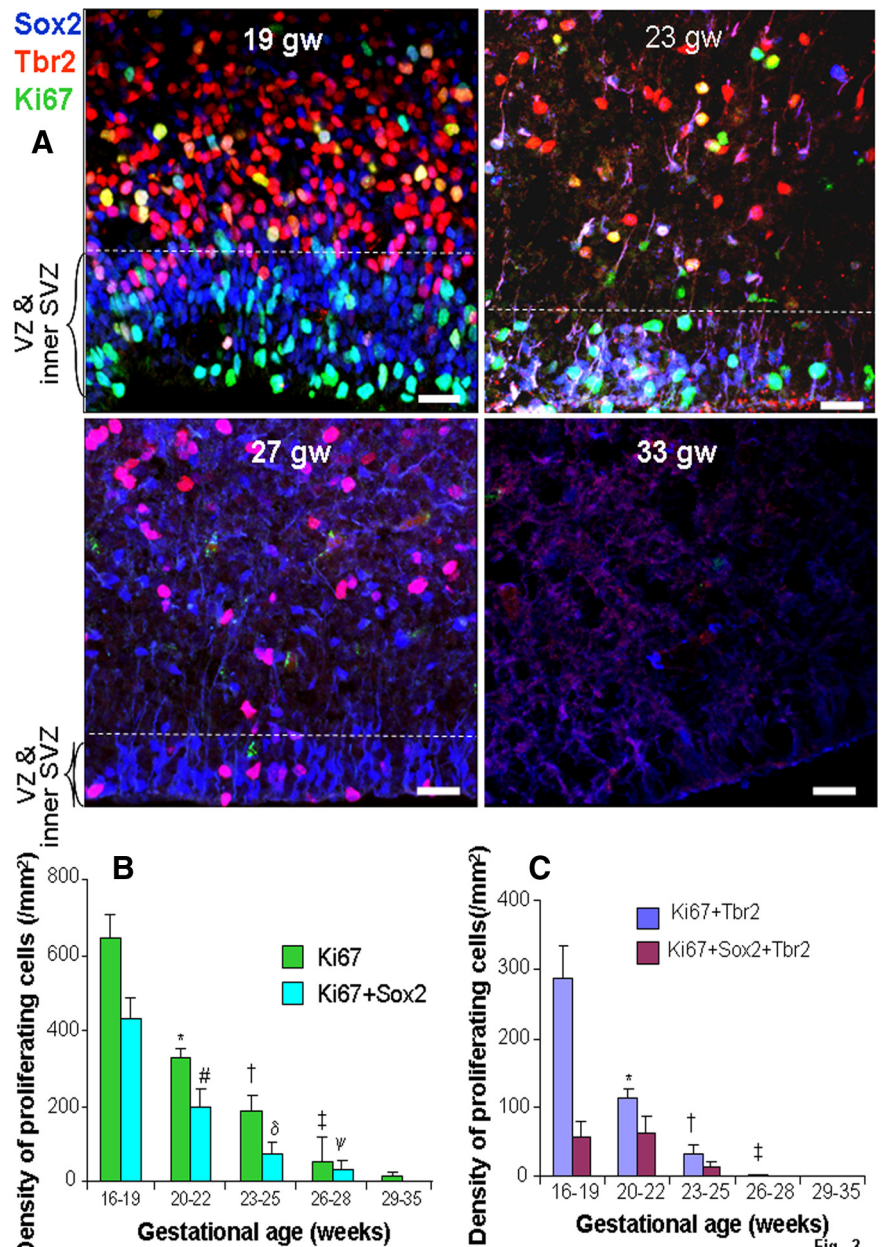 Sox2
Tbr2
Ki67
A
19 gw
23 gw
VZ &
inner SVZ
27 gw
33 gw
VZ &
inner SVZ
B
Density of proliferating cells (/mm²)
800
600
400
200
0
Ki67
Ki67+Sox2
*
#
†
δ
‡
ψ
16-19
20-22
23-25
26-28
29-35
Gestational age (weeks)
C
Density of proliferating cells(/mm²)
400
300
200
100
0
Ki67+Tbr2
Ki67+Sox2+Tbr2
*
†
‡
16-19
20-22
23-25
26-28
29-35
Gestational age (weeks)